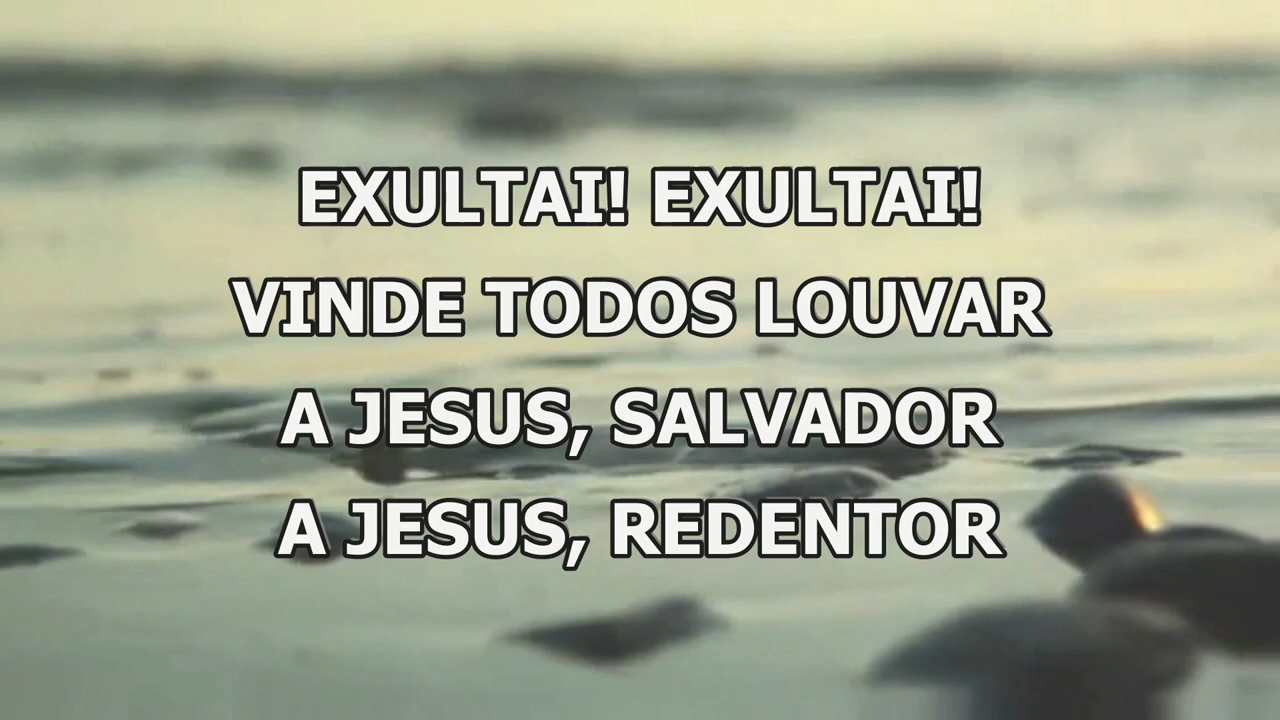 EXULTAI! EXULTAI!
VINDE TODOS LOUVAR
A JESUS, SALVADOR
A JESUS, REDENTOR